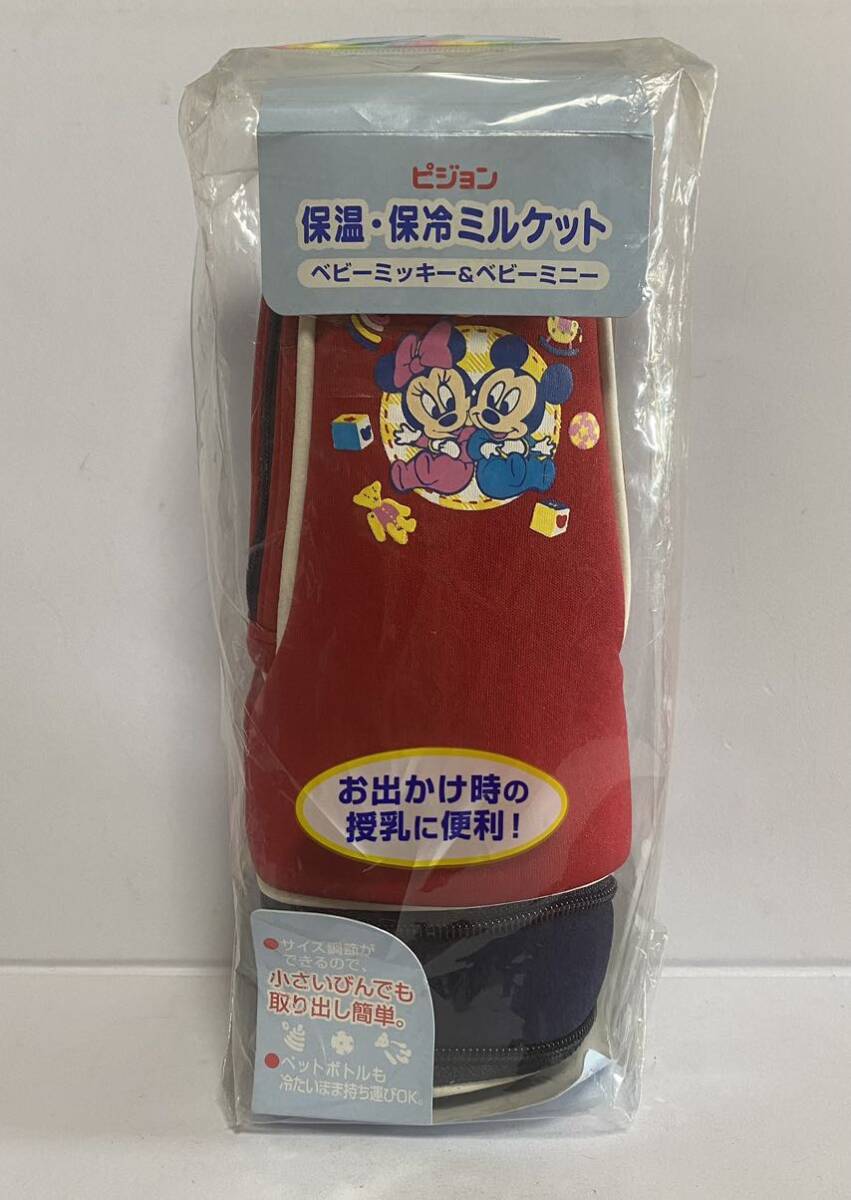 ピジョン
保温・保冷ミルケット
ベビーミッキー&ベビーミニー
お出かけ時の
授乳に便利!
●サイズ調節が
できるので、
小さいびんでも
取り出し簡単。
●ペットボトルも
冷たいまま持ち運びOK。